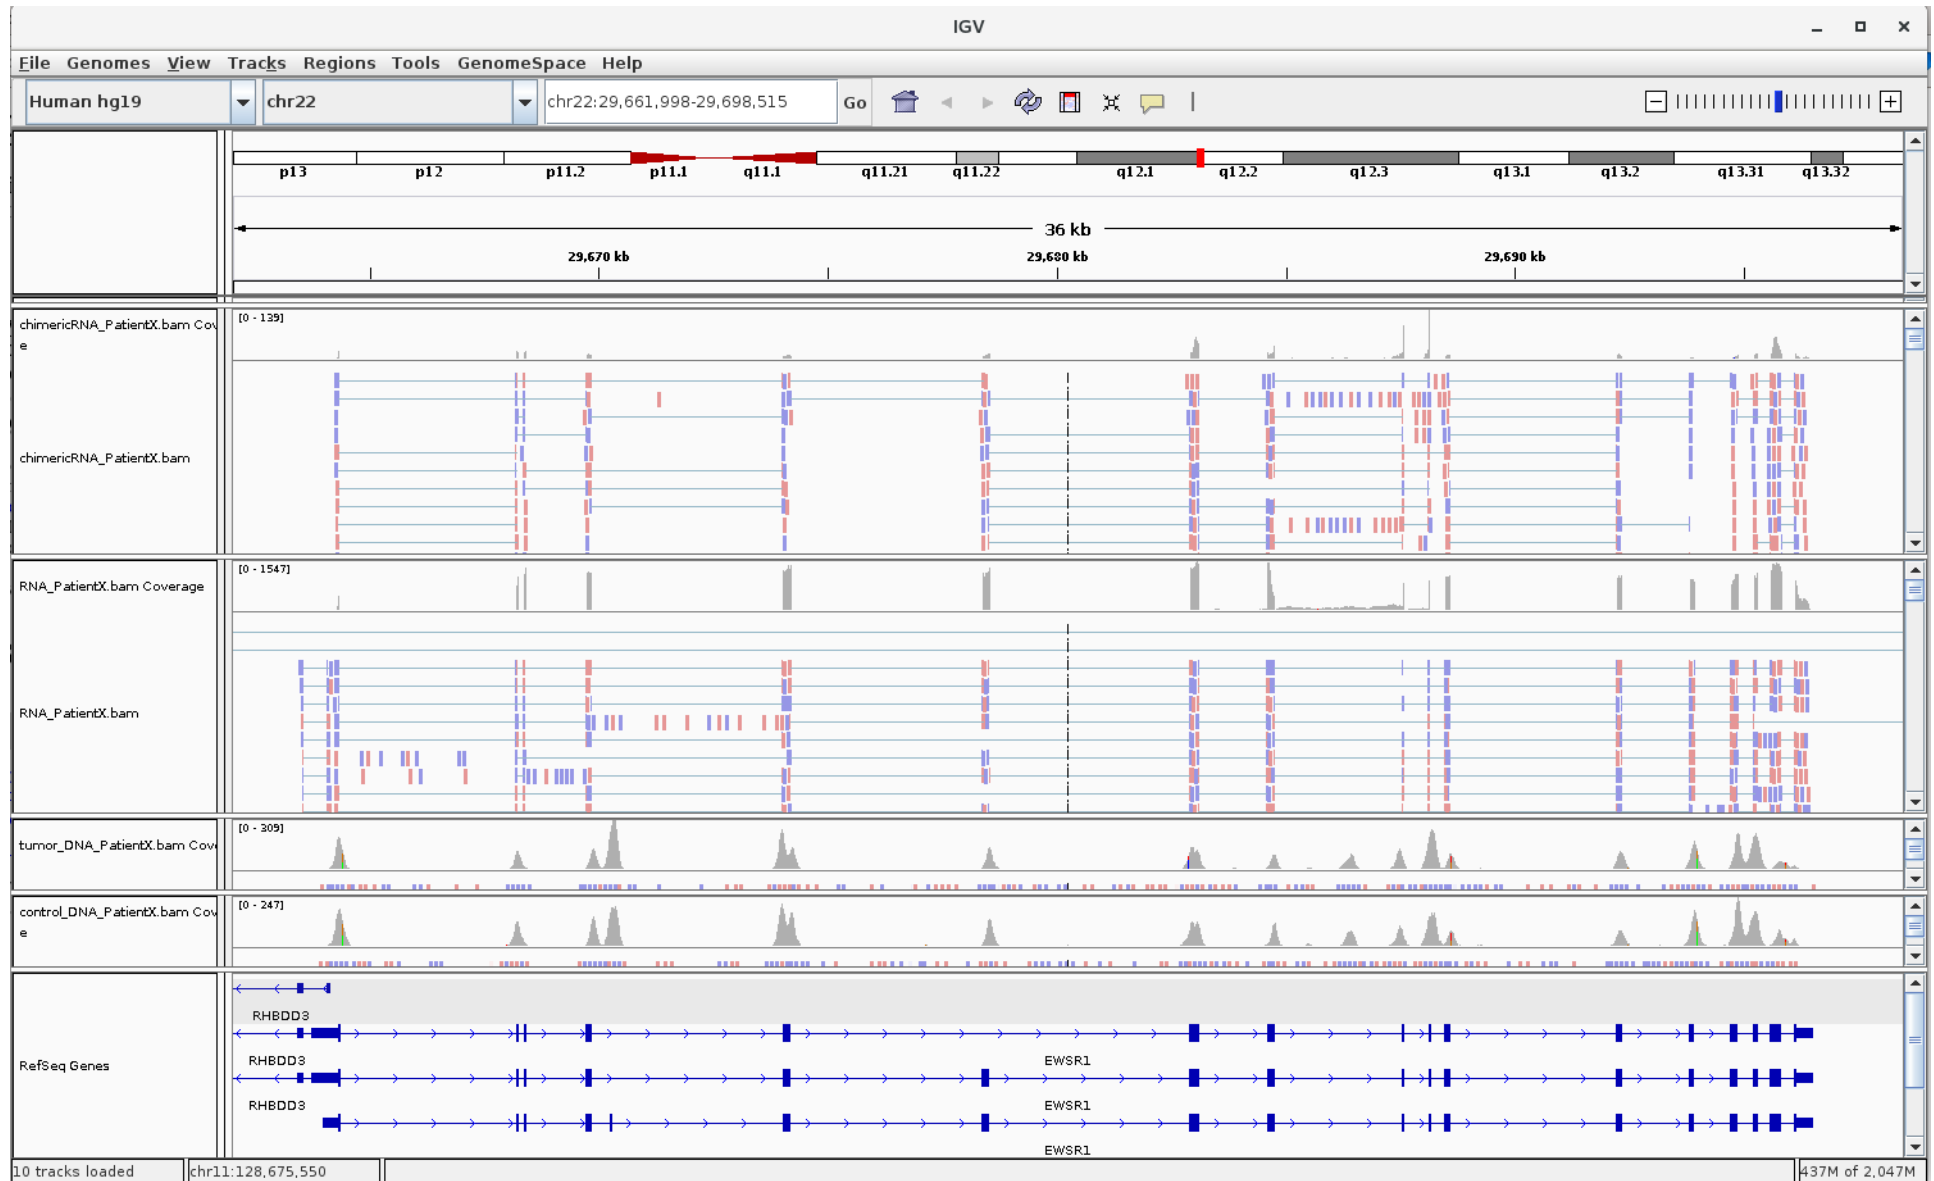 IGV
File Genomes View Tracks Regions Tools GenomeSpace Help
Human hg19 chr22 chr22:29,661,998-29,698,515 Go
p13 p12 p11.2 p11.1 q11.1 q11.21 q11.22 q12.1 q12.2 q12.3 q13.1 q13.2 q13.31 q13.32
36 kb
29,670 kb 29,680 kb 29,690 kb
chimericRNA_PatientX.bam Cov
e
[0 - 139]
chimericRNA_PatientX.bam
RNA_PatientX.bam Coverage
[0 - 1547]
RNA_PatientX.bam
tumor_DNA_PatientX.bam Cov
[0 - 309]
control_DNA_PatientX.bam Cov
e
[0 - 247]
RefSeq Genes
RHBDD3
RHBDD3 EWSR1
RHBDD3 EWSR1
EWSR1
10 tracks loaded chr11:128,675,550 437M of 2,047M